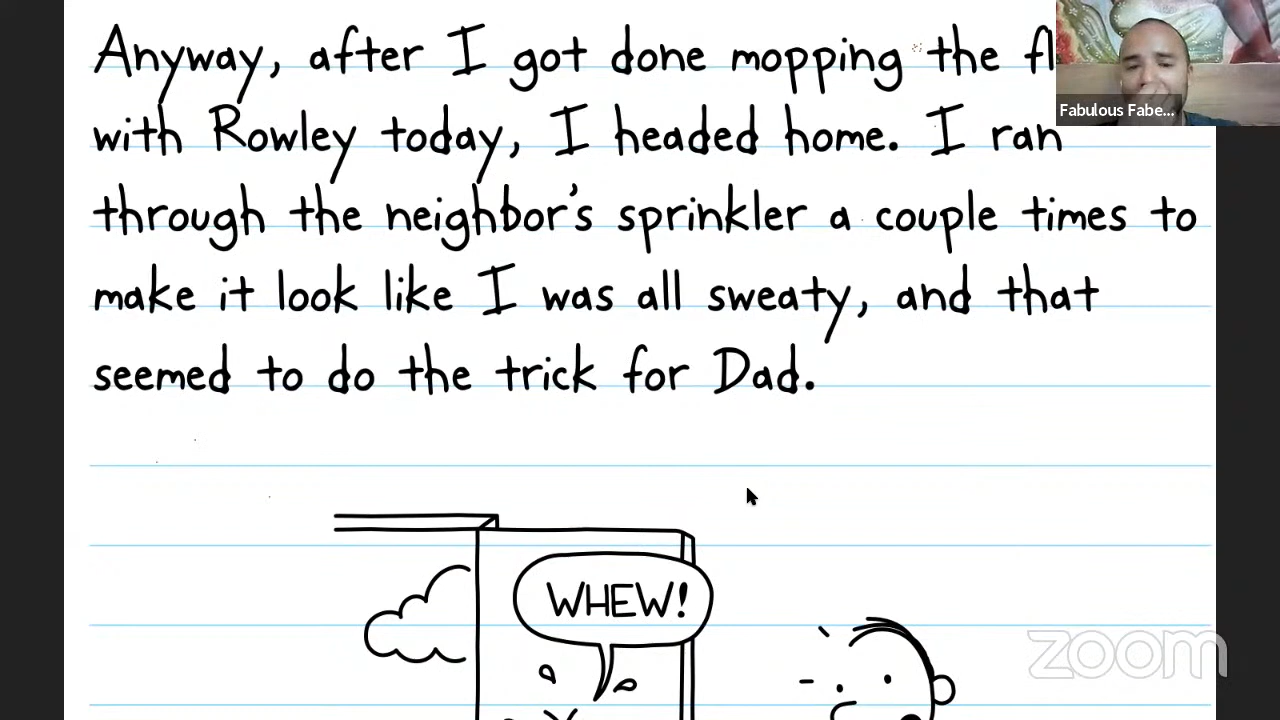 Anyway, after I got done mopping the fl
with Rowley today, I headed home. I ran
through the neighbor's sprinkler a couple times to
make it look like I was all sweaty, and that
seemed to do the trick for Dad.
WHEW!
Fabulous Fabe...
zoom